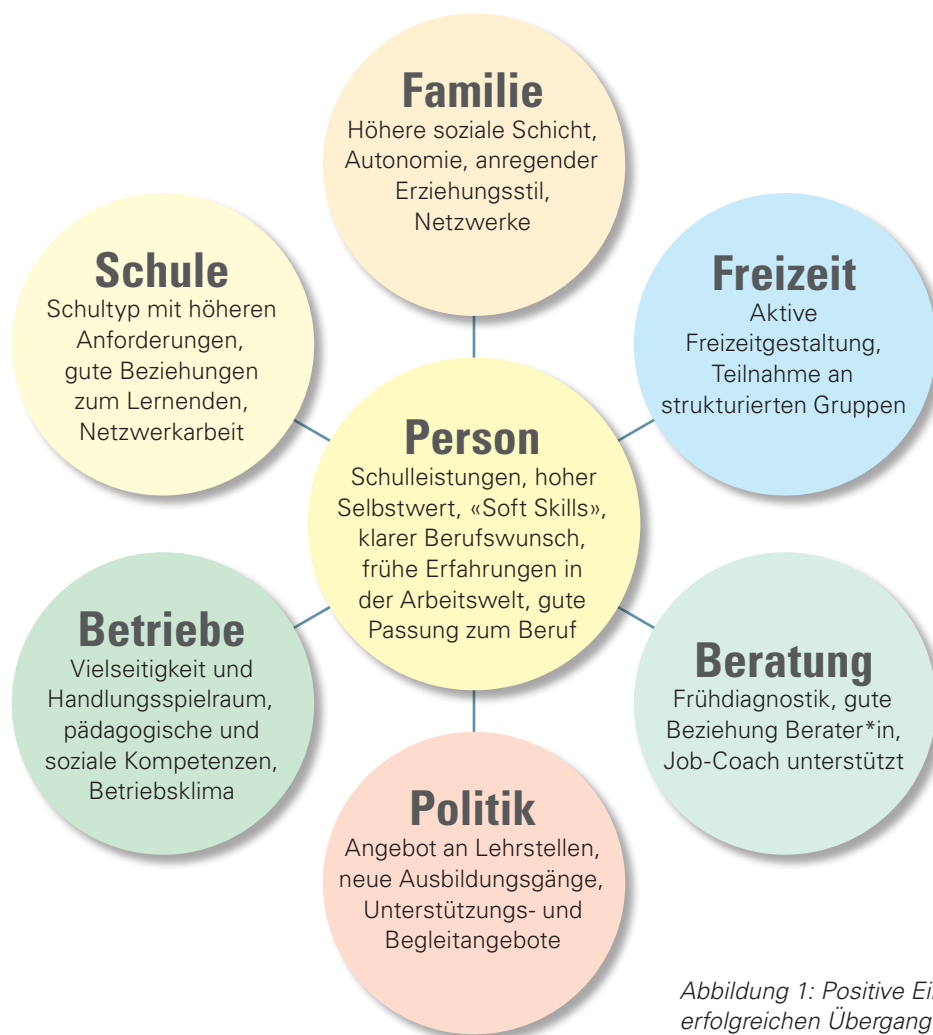 Familie
Höhere soziale Schicht,
Autonomie, anregender
Erziehungsstil,
Netzwerke
Schule
Schultyp mit höheren
Anforderungen,
gute Beziehungen
zum Lernenden,
Netzwerkarbeit
Freizeit
Aktive
Freizeitgestaltung,
Teilnahme an
strukturierten Gruppen
Person
Schulleistungen, hoher
Selbstwert, «Soft Skills»,
klarer Berufswunsch,
frühe Erfahrungen in
der Arbeitswelt, gute
Passung zum Beruf
Betriebe
Vielseitigkeit und
Handlungsspielraum,
pädagogische und
soziale Kompetenzen,
Betriebsklima
Beratung
Frühdiagnostik, gute
Beziehung Berater*in,
Job-Coach unterstützt
Politik
Angebot an Lehrstellen,
neue Ausbildungsgänge,
Unterstützungs- und
Begleitangebote
Abbildung 1: Positive
erfolgreichen Übergang